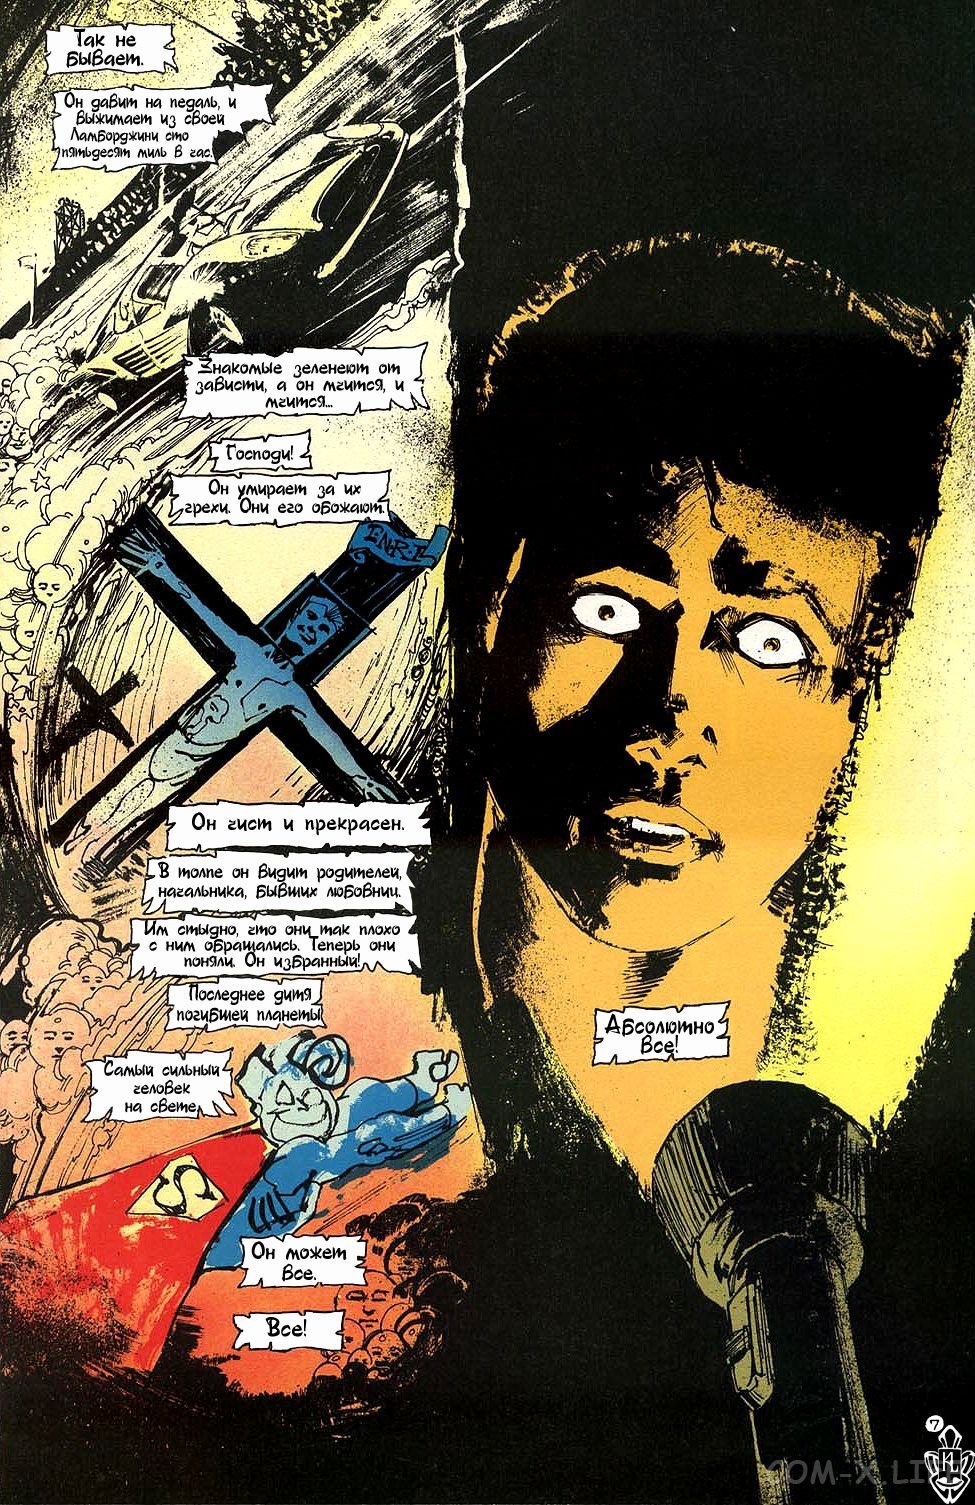 Так не
бывает.
Он давит на педаль, и
выжимает из своей
Ламборджини сто
пятьдесят миль в час.
Знакомые зеленеют от
зависти, а он мчится, и
мчится...
Господи!
Он умирает за их
грехи. Они его обожают.
I.N.R.I.
Он чист и прекрасен.
В толпе он видит родителей,
начальника, бывших любовниц.
Им стыдно, что они так плохо
с ним обращались. Теперь они
поняли. Он избранный!
Последнее дитя
погибшей планеты
Самый сильный
человек
на свете.
S
Он может
все.
Все!
Абсолютно
все!
7
COM-X.LIFE